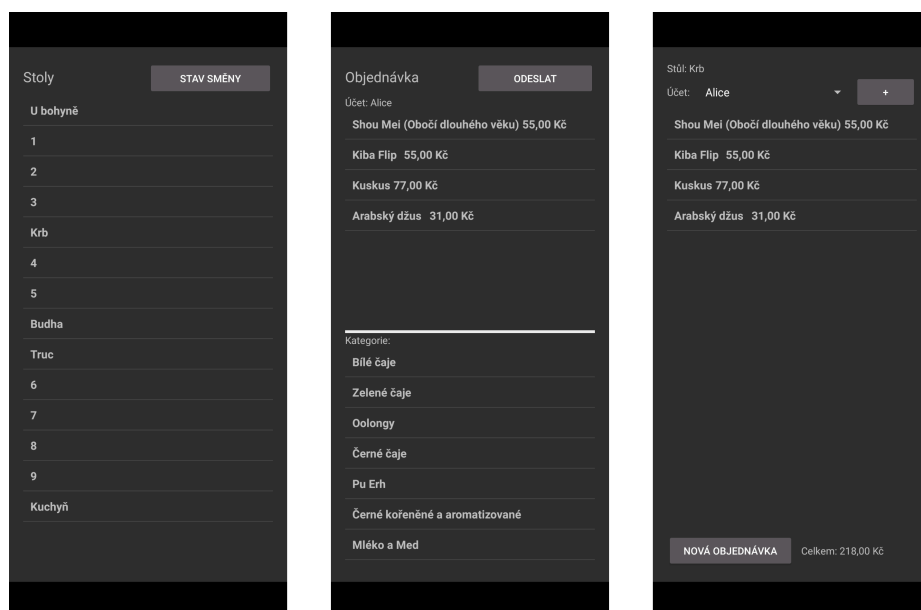 Stoly
STAV SMĚNY
U bohyně
1
2
3
Krb
4
5
Budha
Truc
6
7
8
9
Kuchyň
Objednávka
ODESLAT
Účet: Alice
Shou Mei (Obočí dlouhého věku) 55,00 Kč
Kiba Flip 55,00 Kč
Kuskus 77,00 Kč
Arabský džus 31,00 Kč
Kategorie:
Bílé čaje
Zelené čaje
Oolongy
Černé čaje
Pu Erh
Černé kořeněné a aromatizované
Mléko a Med
Stůl: Krb
Účet: Alice +
Shou Mei (Obočí dlouhého věku) 55,00 Kč
Kiba Flip 55,00 Kč
Kuskus 77,00 Kč
Arabský džus 31,00 Kč
NOVÁ OBJEDNÁVKA Celkem: 218,00 Kč